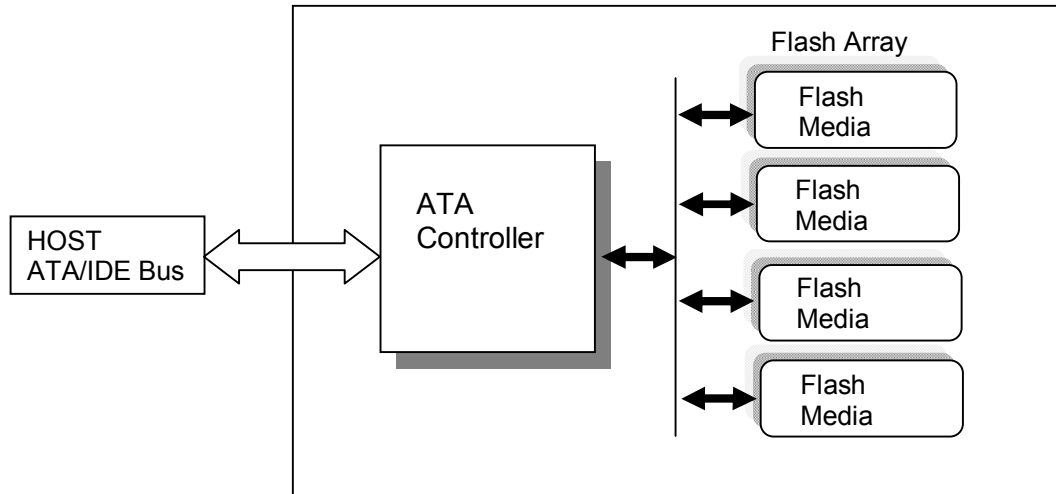 Flash Array
Flash
Media
ATA
Controller
Flash
Media
HOST
ATA/IDE Bus
Flash
Media
Flash
Media